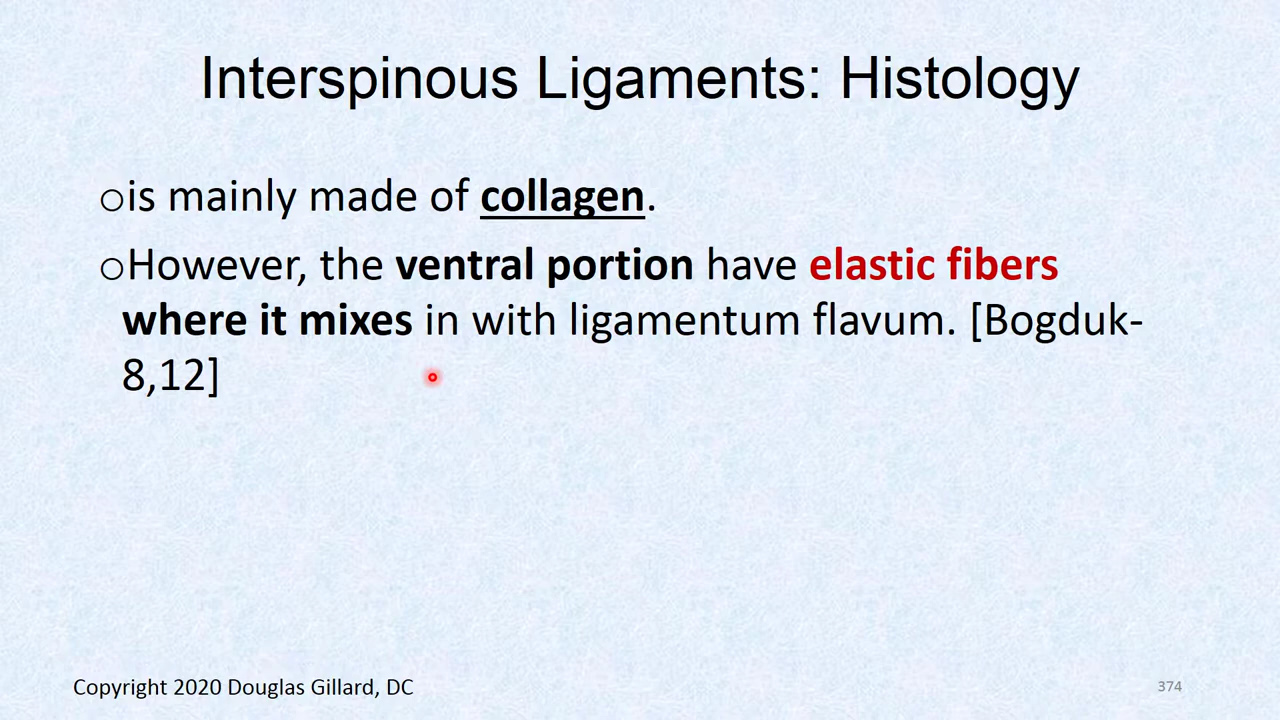 Interspinous Ligaments: Histology
○is mainly made of collagen.
○However, the ventral portion have elastic fibers
where it mixes in with ligamentum flavum. [Bogduk-
8,12]
Copyright 2020 Douglas Gillard, DC
374